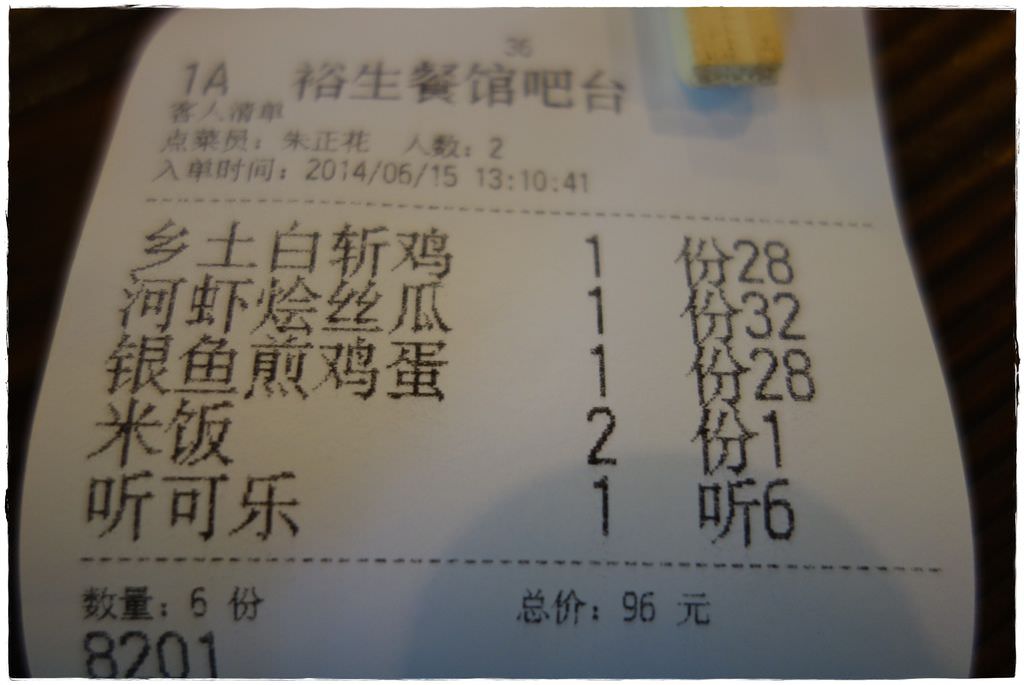 36
1A 裕生餐馆吧台
客人清单
点菜员：朱正花 人数：2
入单时间：2014/06/15 13:10:41
乡土白斩鸡 1 份28
河虾烩丝瓜 1 份32
银鱼煎鸡蛋 1 份28
米饭 2 份1
听可乐 1 听6
数量：6 份 总价：96 元
8201